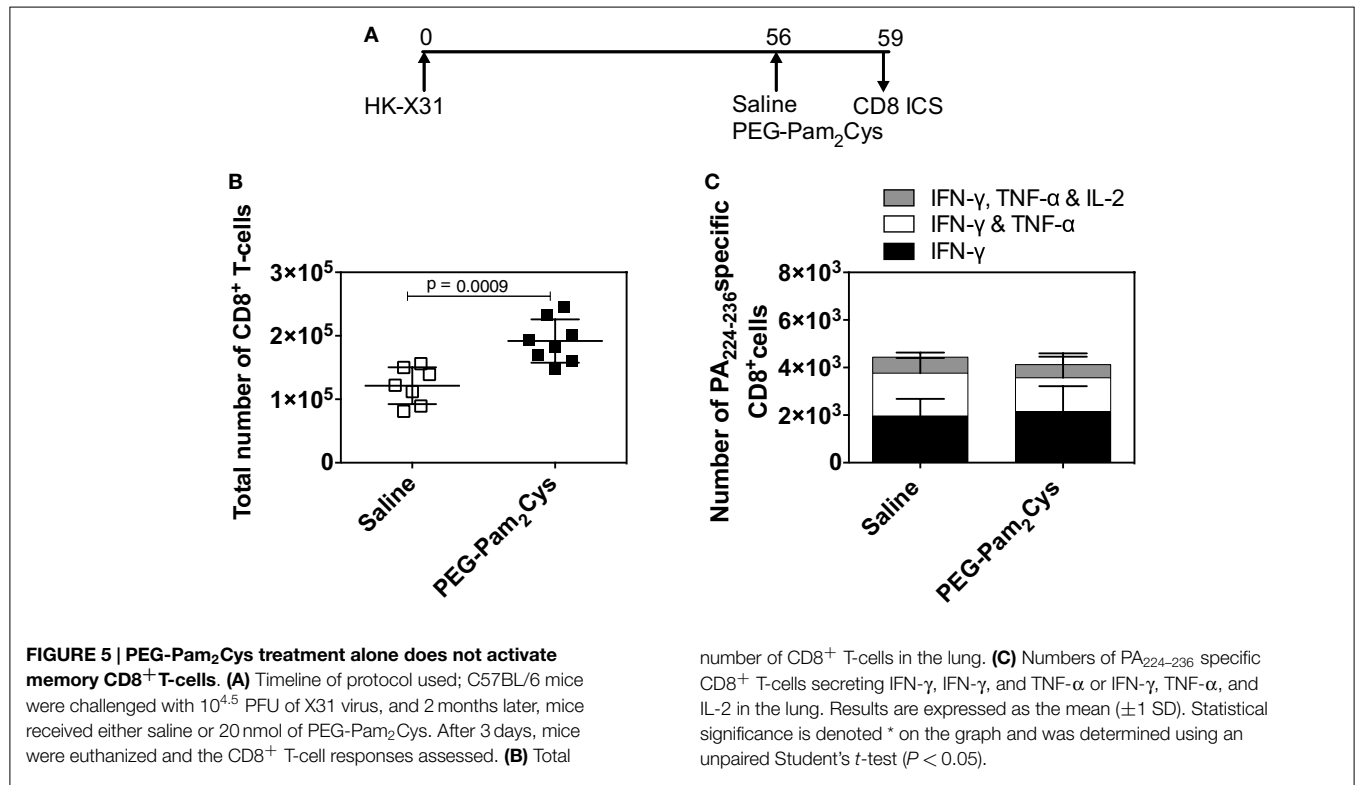 A
0 56 59
HK-X31
Saline
PEG-Pam₂Cys
CD8 ICS
B
Total number of CD8⁺ T-cells
3×10⁵
2×10⁵
1×10⁵
0
p = 0.0009
Saline
PEG-Pam₂Cys
C
IFN-γ, TNF-α & IL-2
IFN-γ & TNF-α
IFN-γ
Number of PA₂₂₄₋₂₃₆specific
CD8⁺cells
8×10³
6×10³
4×10³
2×10³
0
Saline
PEG-Pam₂Cys
FIGURE 5 | PEG-Pam₂Cys treatment alone does not activate
memory CD8⁺ T-cells. (A) Timeline of protocol used; C57BL/6 mice
were challenged with 10⁴·⁵ PFU of X31 virus, and 2 months later, mice
received either saline or 20 nmol of PEG-Pam₂Cys. After 3 days, mice
were euthanized and the CD8⁺ T-cell responses assessed. (B) Total
number of CD8⁺ T-cells in the lung. (C) Numbers of PA₂₂₄₋₂₃₆ specific
CD8⁺ T-cells secreting IFN-γ, IFN-γ, and TNF-α or IFN-γ, TNF-α, and
IL-2 in the lung. Results are expressed as the mean (±1 SD). Statistical
significance is denoted * on the graph and was determined using an
unpaired Student's t-test (P < 0.05).